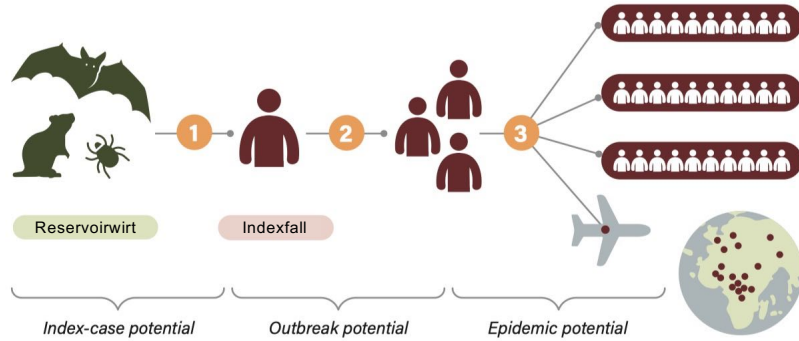 1
2
3
Reservoirwirt
Indexfall
Index-case potential
Outbreak potential
Epidemic potential